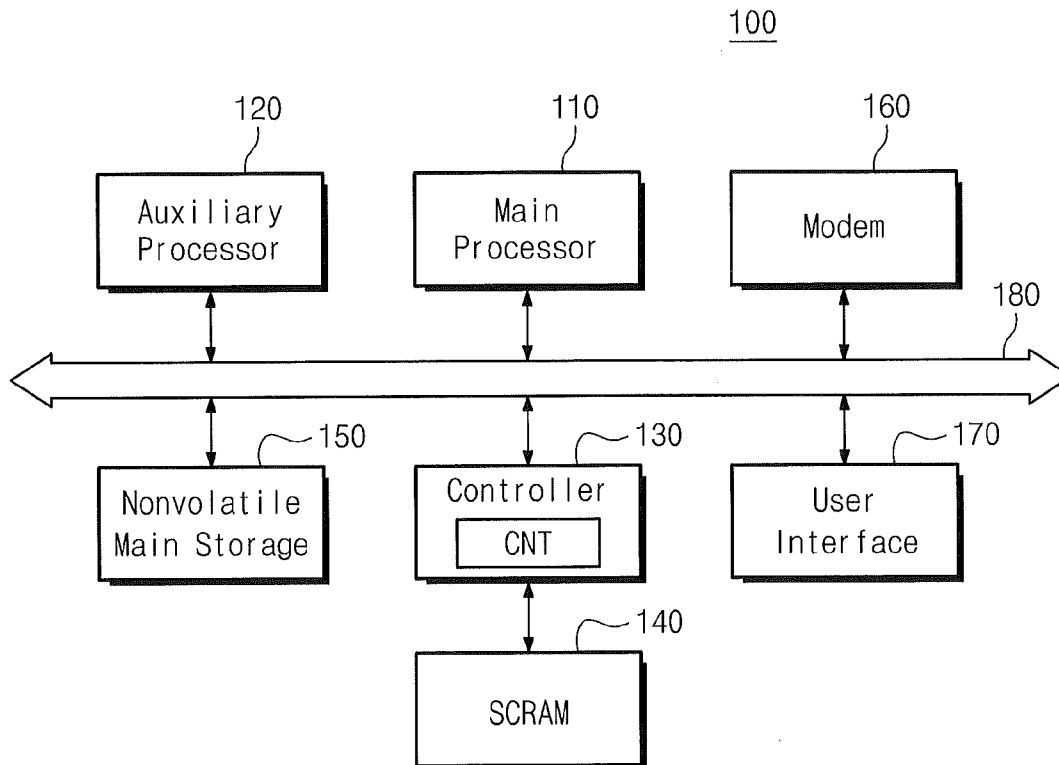 100
120
110
160
Auxiliary
Processor
Main
Processor
Modem
180
150
130
170
Nonvolatile
Main Storage
Controller
CNT
User
Interface
140
SCRAM